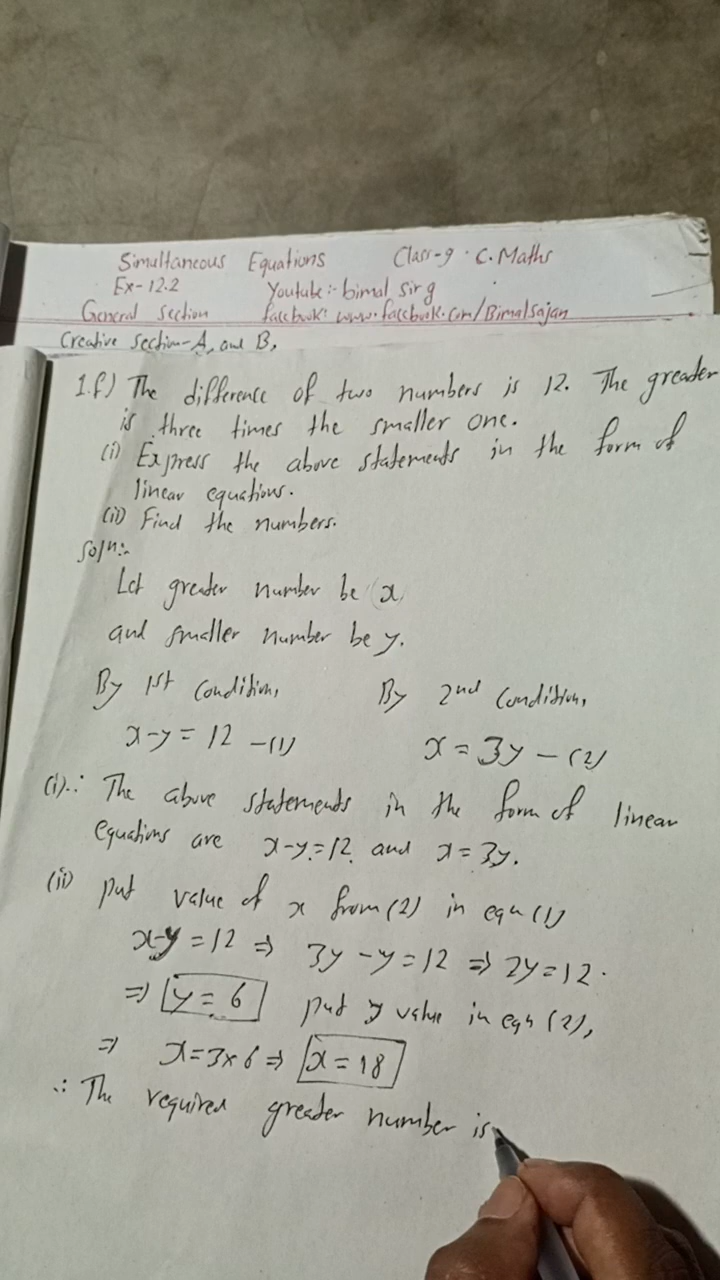 Simultaneous Equations Class-9. C. Maths
Ex-12.2 Youtube:- bimal sir g
General Section facebook: www.facebook.com/Bimalsajan
Creative Section-A, and B,
1.f) The difference of two numbers is 12. The greater
is three times the smaller one.
(i) Express the above statements in the form of
linear equations.
(ii) Find the numbers.
Soln:-
Let greater number be x
and smaller number be y.
By 1st Condition, By 2nd Condition,
x-y = 12 -(1) x = 3y - (2)
(i).∴ The above statements in the form of linear
equations are x-y=12 and x=3y.
(ii) put value of x from (2) in eqn (1)
x-y = 12 ⇒ 3y - y = 12 ⇒ 2y = 12.
⇒ y = 6 put y value in eqn (2),
⇒ x = 3×6 ⇒ x = 18
∴ The required greater number is